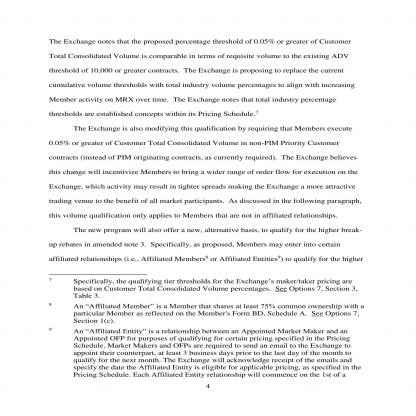 The Exchange notes that the proposed percentage threshold of 0.05% or greater of Customer
Total Consolidated Volume is comparable in terms of requisite volume to the existing ADV
threshold of 10,000 or greater contracts.  The Exchange is proposing to replace the current
cumulative volume thresholds with total industry volume percentages to align with increasing
Member activity on MRX over time.  The Exchange notes that total industry percentage
thresholds are established concepts within its Pricing Schedule.7
The Exchange is also modifying this qualification by requiring that Members execute
0.05% or greater of Customer Total Consolidated Volume in non-PIM Priority Customer
contracts (instead of PIM originating contracts, as currently required).  The Exchange believes
this change will incentivize Members to bring a wider range of order flow for execution on the
Exchange, which activity may result in tighter spreads making the Exchange a more attractive
trading venue to the benefit of all market participants.  As discussed in the following paragraph,
this volume qualification only applies to Members that are not in affiliated relationships.
The new program will also offer a new, alternative basis, to qualify for the higher break-
up rebates in amended note 3.  Specifically, as proposed, Members may enter into certain
affiliated relationships (i.e., Affiliated Members8 or Affiliated Entities9) to qualify for the higher
7 Specifically, the qualifying tier thresholds for the Exchange's maker/taker pricing are
based on Customer Total Consolidated Volume percentages.  See Options 7, Section 3,
Table 3.
8 An "Affiliated Member" is a Member that shares at least 75% common ownership with a
particular Member as reflected on the Member's Form BD, Schedule A.  See Options 7,
Section 1(c).
9 An "Affiliated Entity" is a relationship between an Appointed Market Maker and an
Appointed OFP for purposes of qualifying for certain pricing specified in the Pricing
Schedule. Market Makers and OFPs are required to send an email to the Exchange to
appoint their counterpart, at least 3 business days prior to the last day of the month to
qualify for the next month. The Exchange will acknowledge receipt of the emails and
specify the date the Affiliated Entity is eligible for applicable pricing, as specified in the
Pricing Schedule. Each Affiliated Entity relationship will commence on the 1st of a
4